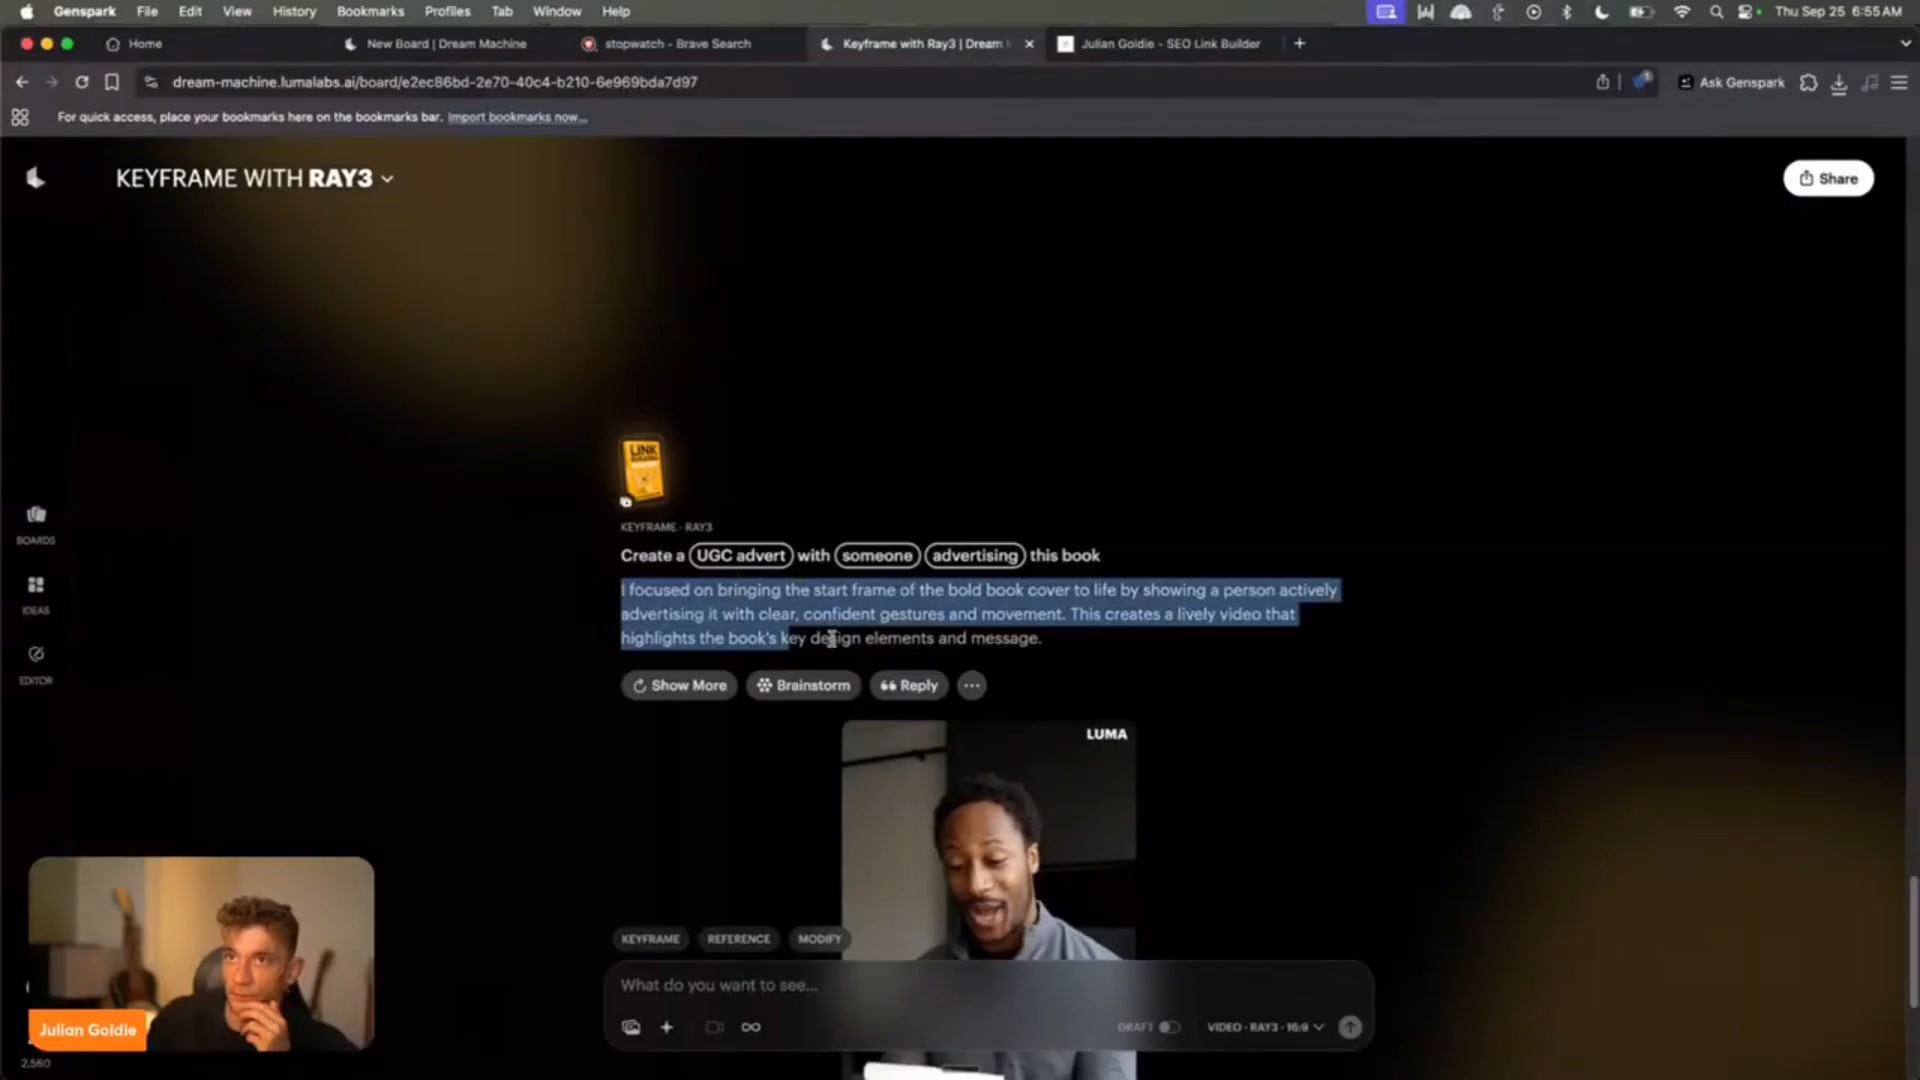 Genspark File Edit View History Bookmarks Profiles Tab Window Help Thu Sep 25 6:55 AM
Home New Board | Dream Machine stopwatch - Brave Search Keyframe with Ray3 | Dream Julian Goldie - SEO Link Builder
dream-machine.lumalabs.ai/board/e2ec86bd-2e70-40c4-b210-6e969bda7d97 Ask Genspark
For quick access, place your bookmarks here on the bookmarks bar. Import bookmarks now...
KEYFRAME WITH RAY3 Share
LINK
BOARDS
IDEAS
EDITOR
KEYFRAME - RAY3
Create a UGC advert with someone advertising this book
I focused on bringing the start frame of the bold book cover to life by showing a person actively
advertising it with clear, confident gestures and movement. This creates a lively video that
highlights the book's key design elements and message.
Show More Brainstorm Reply
LUMA
KEYFRAME REFERENCE MODIFY
What do you want to see...
DRAFT VIDEO · RAY3 · 16:9
Julian Goldie
2,560